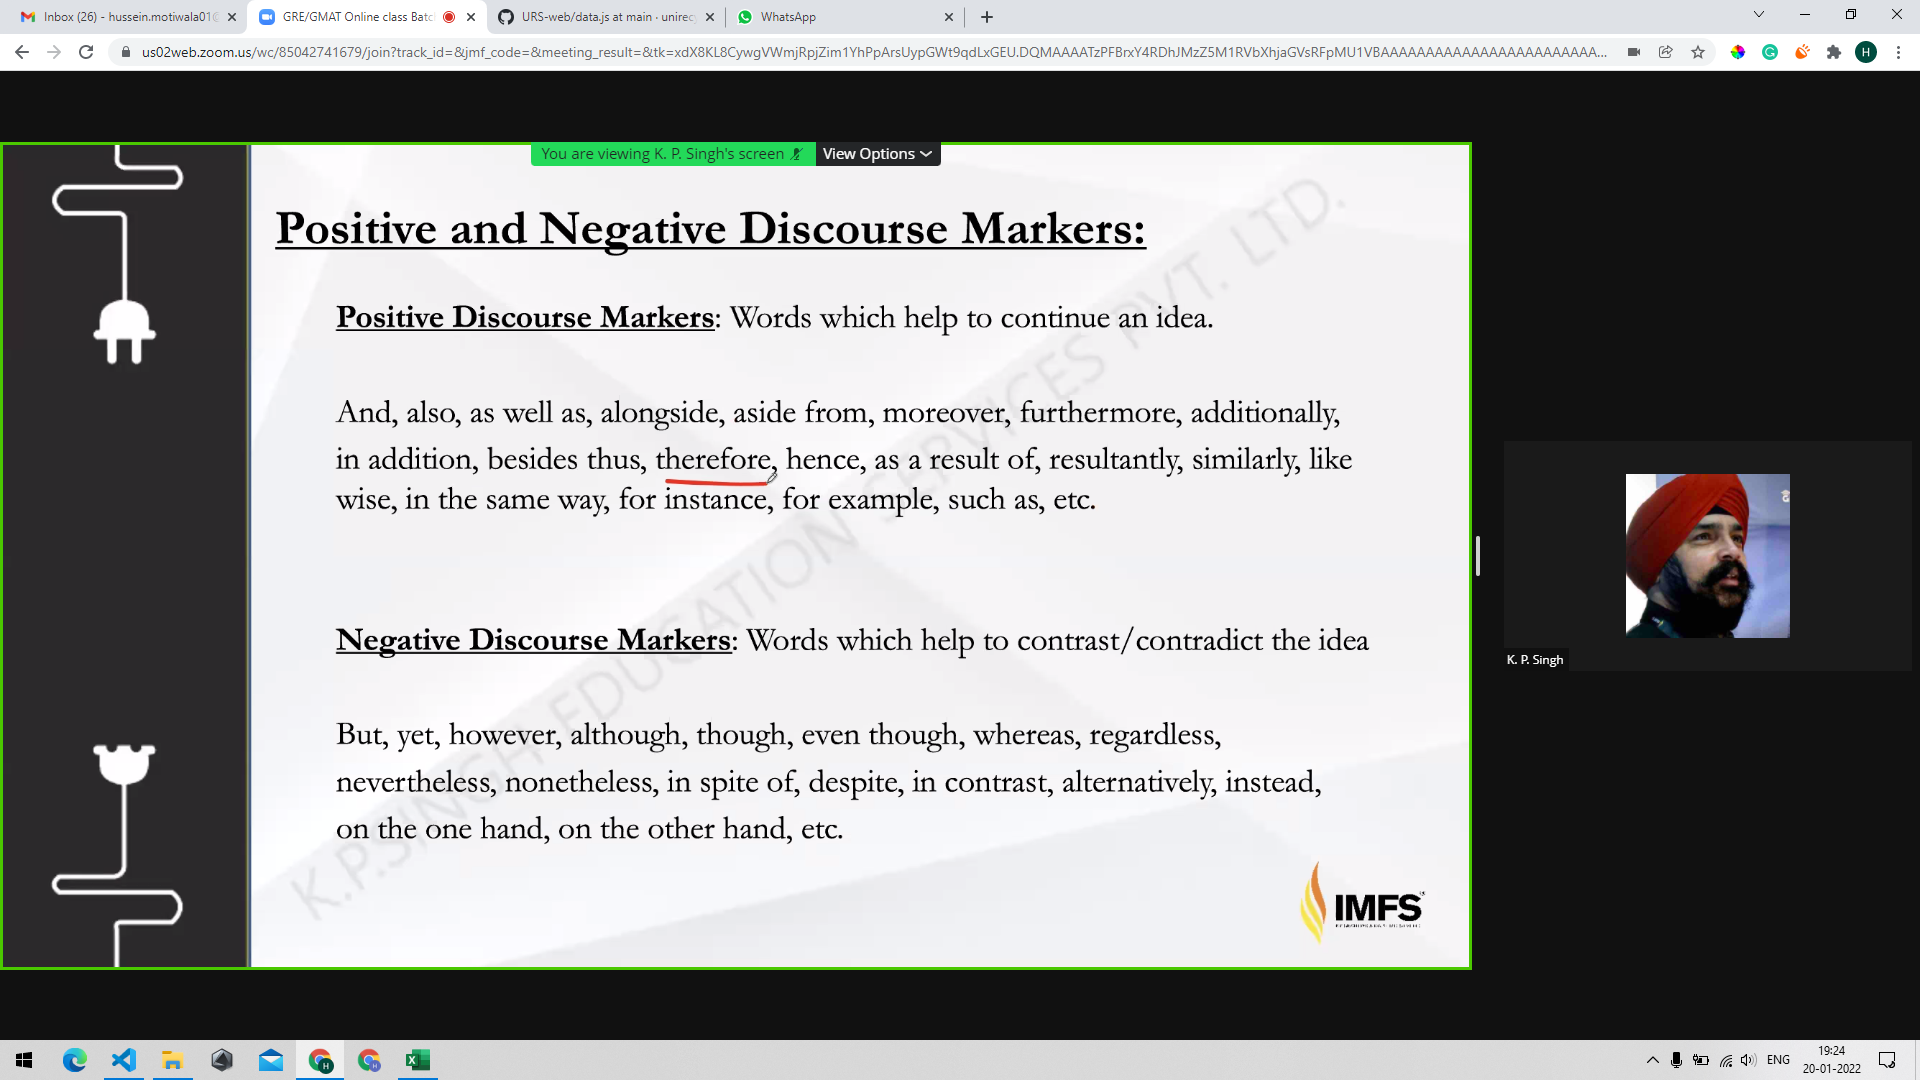 Inbox (26) - hussein.motiwala01@
GRE/GMAT Online class Batc
URS-web/data.js at main · unirec
WhatsApp
us02web.zoom.us/wc/85042741679/join?track_id=&jmf_code=&meeting_result=&tk=xdX8KL8CywgVWmjRpjZim1YhPpArsUypGWt9qdLxGEU.DQMAAAATzPFBrxY4RDhJMzZ5M1RVbXhjaGVsRFpMU1VBAAAAAAAAAAAAAAAAAAAAAAAA...
H
You are viewing K. P. Singh's screen
View Options
Positive and Negative Discourse Markers:
Positive Discourse Markers: Words which help to continue an idea.
And, also, as well as, alongside, aside from, moreover, furthermore, additionally,
in addition, besides thus, therefore, hence, as a result of, resultantly, similarly, like
wise, in the same way, for instance, for example, such as, etc.
Negative Discourse Markers: Words which help to contrast/contradict the idea
But, yet, however, although, though, even though, whereas, regardless,
nevertheless, nonetheless, in spite of, despite, in contrast, alternatively, instead,
on the one hand, on the other hand, etc.
K.P.SINGH EDUCATION SERVICES PVT. LTD.
IMFS
K. P. Singh
ENG
19:24
20-01-2022